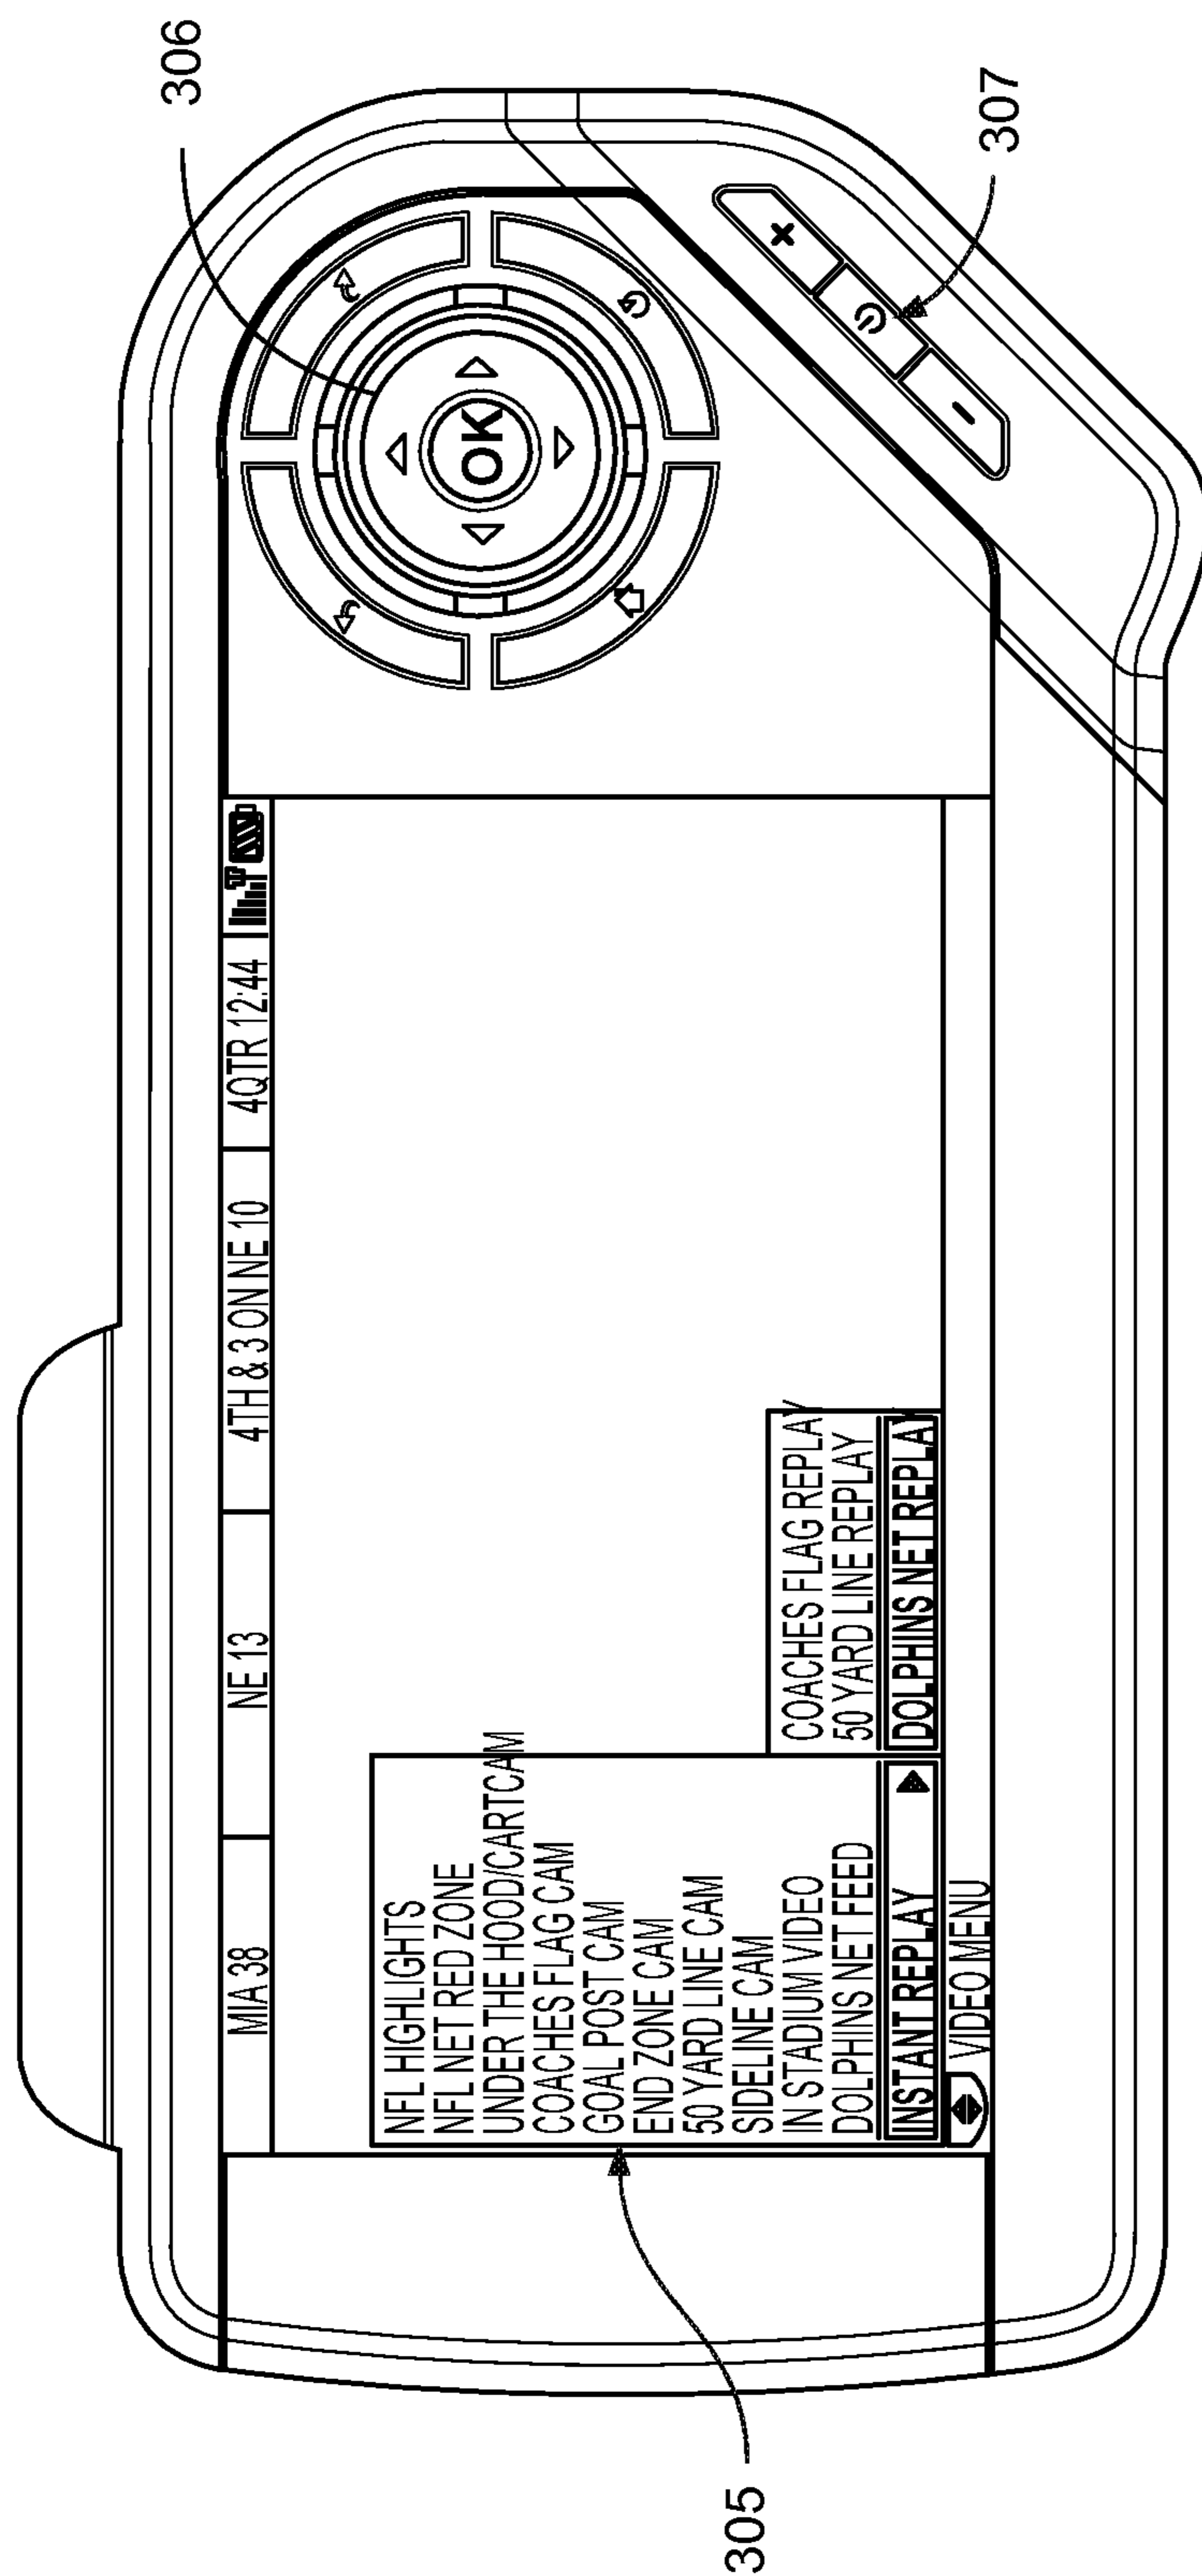 306
307
MIA 38
NE 13
4TH & 3 ON NE 10
4QTR 12:44
OK
+
-
NFL HIGHLIGHTS
NFL NET RED ZONE
UNDER THE HOOD/CARTCAM
COACHES FLAG CAM
GOAL POST CAM
END ZONE CAM
50 YARD LINE CAM
SIDELINE CAM
IN STADIUM VIDEO
DOLPHINS NET FEED
INSTANT REPLAY
COACHES FLAG REPLAY
50 YARD LINE REPLAY
DOLPHINS NET REPLAY
VIDEO MENU
305